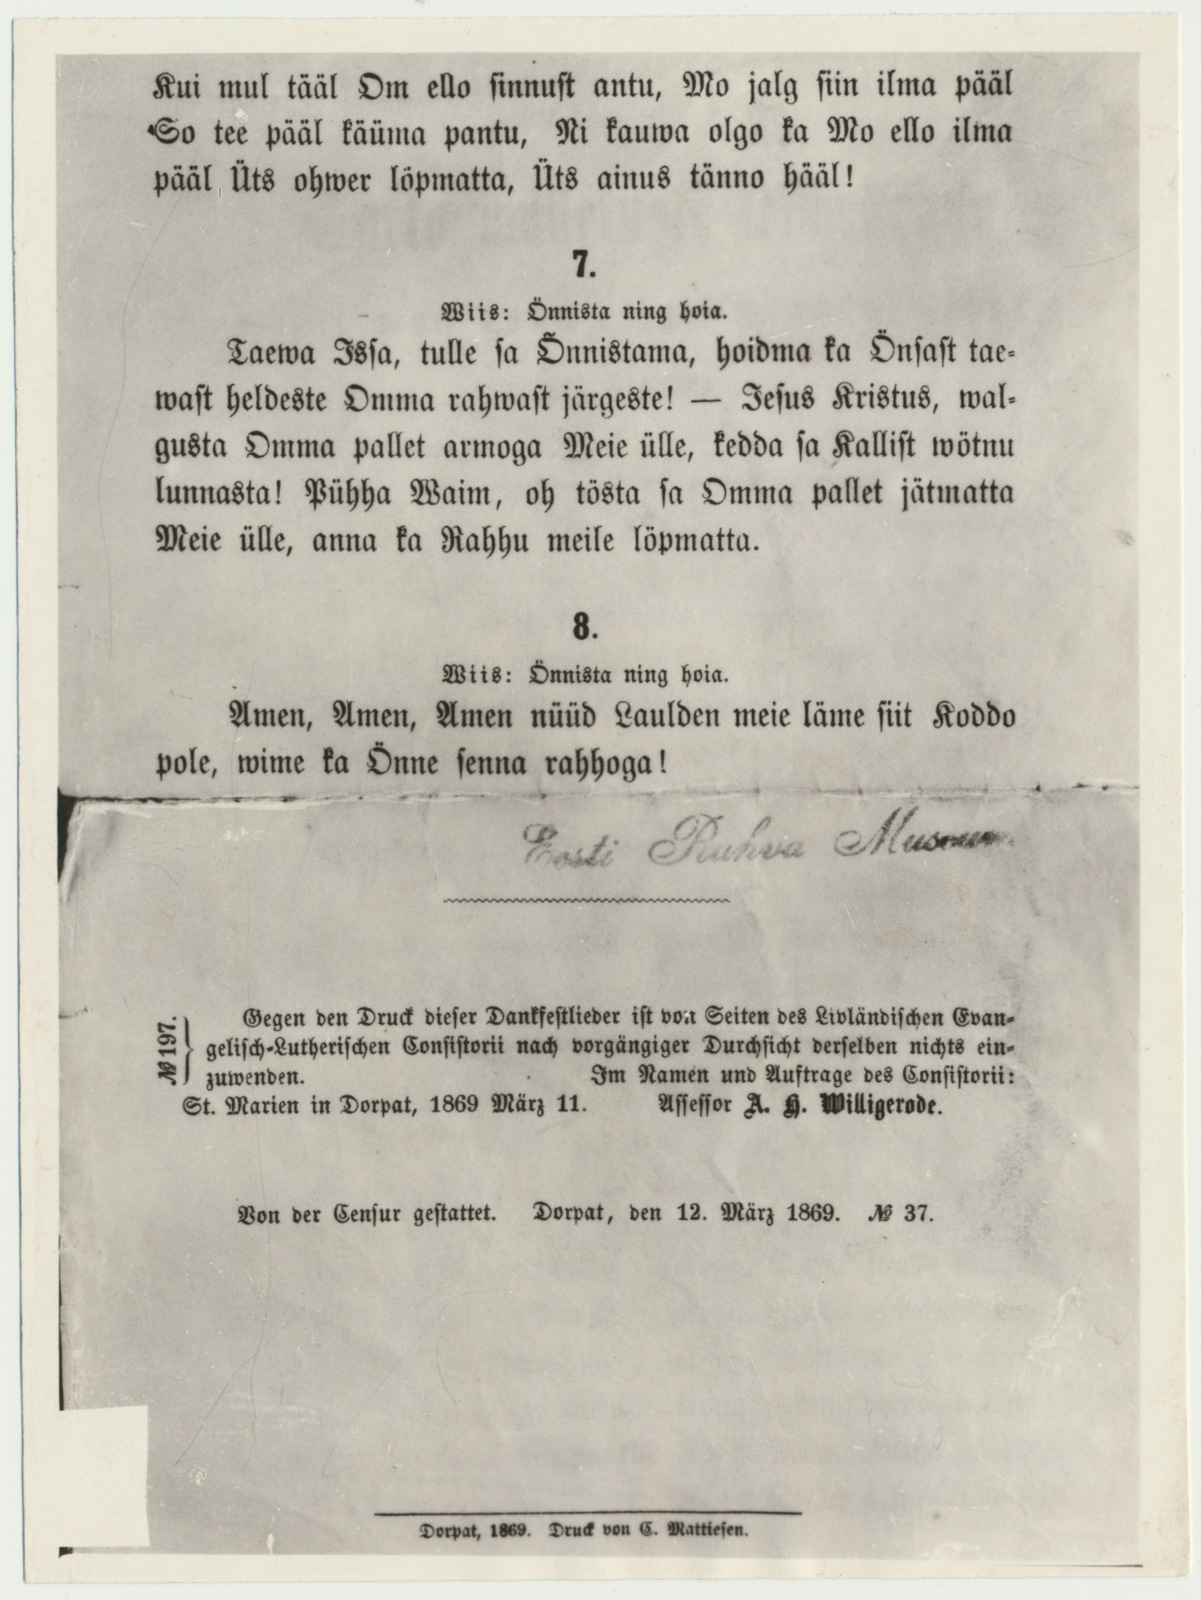 Kui mul tääl Om ello sinnust antu, Mo jalg siin ilma pääl
So tee pääl käüma pantu, Ni kauwa olgo ka Mo ello ilma
pääl Üts ohwer löpmatta, Üts ainus tänno hääl!
7.
Wiis: Önnista ning hoia.
Taewa Issa, tulle sa Önnistama, hoidma ka Önsast tae-
wast heldeste Omma rahwast järgeste! — Jesus Kristus, wal-
gusta Omma pallet armoga Meie ülle, kedda sa Kallist wötnu
lunnasta! Pühha Waim, oh tösta sa Omma pallet jätmatta
Meie ülle, anna ka Rahhu meile löpmatta.
8.
Wiis: Önnista ning hoia.
Amen, Amen, Amen nüüd Laulden meie läme siit Koddo
pole, wime ka Önne senna rahhoga!
Eesti Rahva Museum
№ 197.
Gegen den Druck dieser Dankfestlieder ist von Seiten des Livländischen Evan-
gelisch-Lutherischen Consistorii nach vorgängiger Durchsicht derselben nichts ein-
zuwenden. Im Namen und Auftrage des Consistorii:
St. Marien in Dorpat, 1869 März 11. Assessor A. H. Willigerode.
Von der Censur gestattet. Dorpat, den 12. März 1869. № 37.
Dorpat, 1869. Druck von C. Mattiesen.